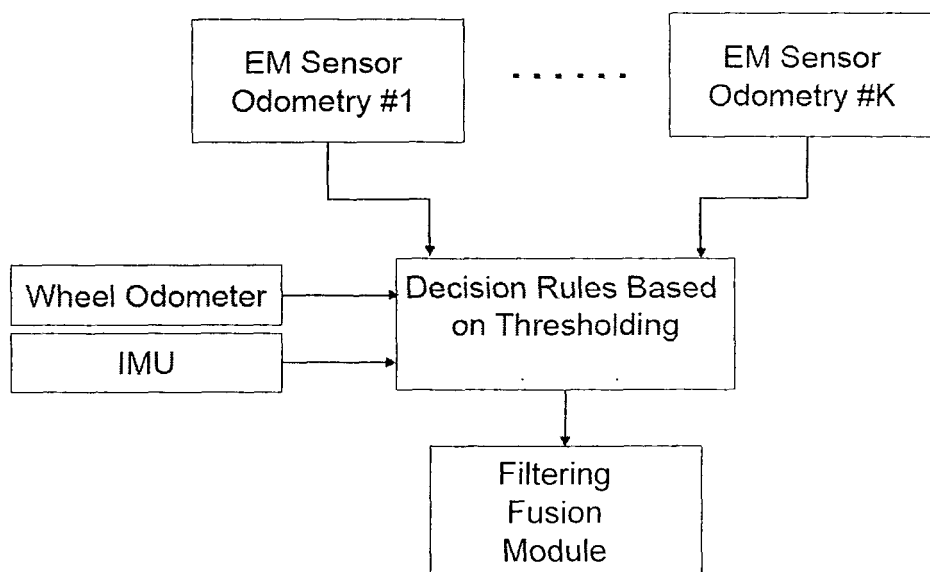 EM Sensor
Odometry #1
. . . . . .
EM Sensor
Odometry #K
Wheel Odometer
IMU
Decision Rules Based
on Thresholding
Filtering
Fusion
Module